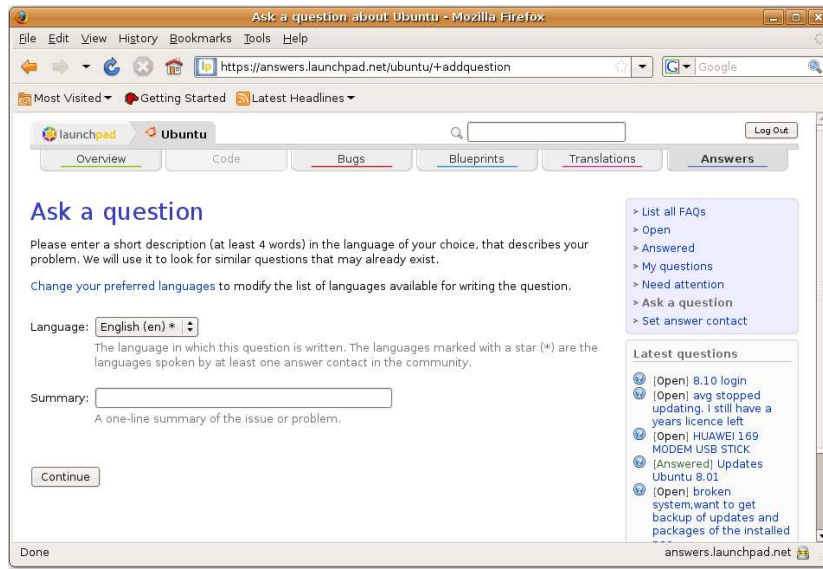 Ask a question about Ubuntu - Mozilla Firefox
File Edit View History Bookmarks Tools Help
lp https://answers.launchpad.net/ubuntu/+addquestion G Google
Most Visited Getting Started Latest Headlines
launchpad Ubuntu Log Out
Overview Code Bugs Blueprints Translations Answers
Ask a question
Please enter a short description (at least 4 words) in the language of your choice, that describes your
problem. We will use it to look for similar questions that may already exist.
Change your preferred languages to modify the list of languages available for writing the question.
Language: English (en) *
The language in which this question is written. The languages marked with a star (*) are the
languages spoken by at least one answer contact in the community.
Summary:
A one-line summary of the issue or problem.
Continue
List all FAQs
Open
Answered
My questions
Need attention
Ask a question
Set answer contact
Latest questions
[Open] 8.10 login
[Open] avg stopped
updating. I still have a
years licence left
[Open] HUAWEI 169
MODEM USB STICK
[Answered] Updates
Ubuntu 8.01
[Open] broken
system,want to get
backup of updates and
packages of the installed
Done answers.launchpad.net